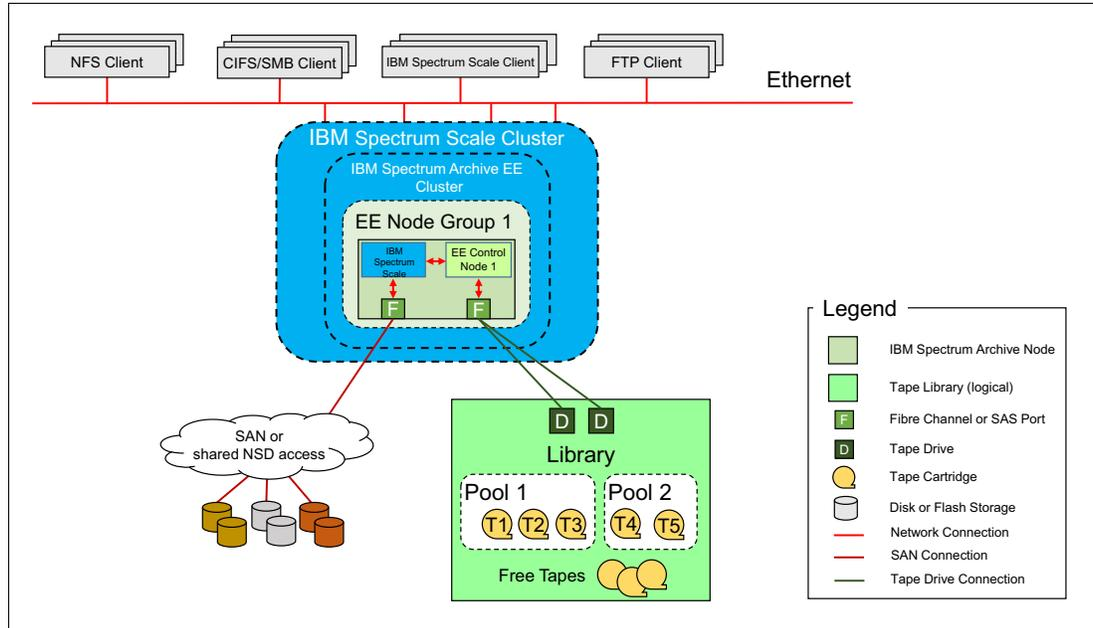 NFS Client
CIFS/SMB Client
IBM Spectrum Scale Client
FTP Client
Ethernet
IBM Spectrum Scale Cluster
IBM Spectrum Archive EE
Cluster
EE Node Group 1
IBM
Spectrum
Scale
EE Control
Node 1
F
F
SAN or
shared NSD access
D
D
Library
Pool 1
T1
T2
T3
Pool 2
T4
T5
Free Tapes
Legend
IBM Spectrum Archive Node
Tape Library (logical)
F
Fibre Channel or SAS Port
D
Tape Drive
Tape Cartridge
Disk or Flash Storage
Network Connection
SAN Connection
Tape Drive Connection